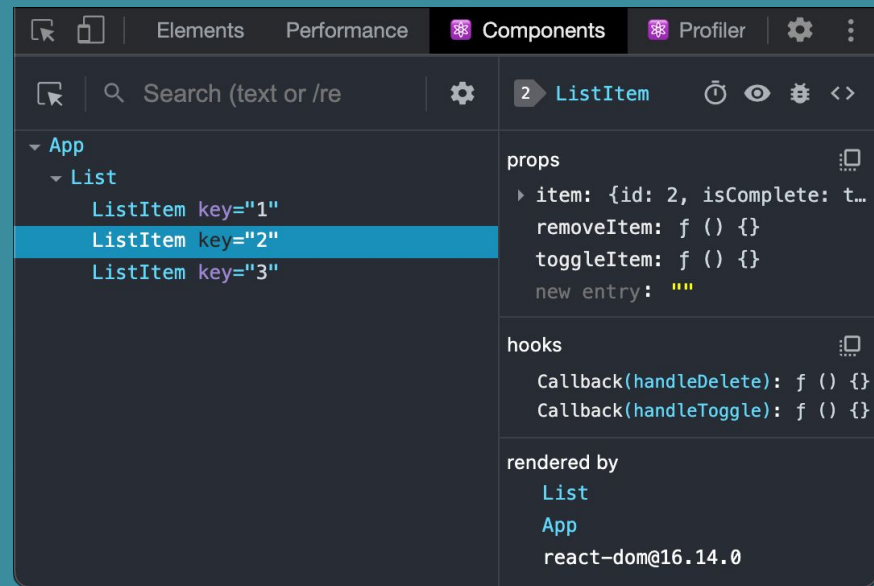 Elements Performance Components Profiler
Search (text or /re
App
List
ListItem key="1"
ListItem key="2"
ListItem key="3"
2 ListItem
props
item: {id: 2, isComplete: t…
removeItem: ƒ () {}
toggleItem: ƒ () {}
new entry: ""
hooks
Callback(handleDelete): ƒ () {}
Callback(handleToggle): ƒ () {}
rendered by
List
App
react-dom@16.14.0